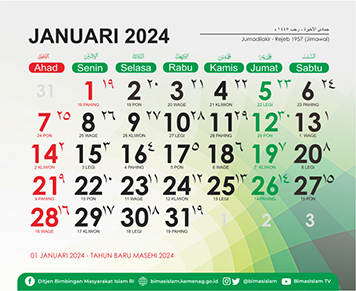 JANUARI 2024
جمادى الأخيرة - رجب ١٤٤٥ هـ
Jumadilakir - Rejeb 1957 (Jimawal)
Ahad Senin Selasa Rabu Kamis Jumat Sabtu
31 1 ١٩ 2 ٢٠ 3 ٢١ 4 ٢٢ 5 ٢٣ 6 ٢٤
18 PAHING 19 PON 20 WAGE 21 KLIWON 22 LEGI 23 PAHING
7 ٢٥ 8 ٢٦ 9 ٢٧ 10 ٢٨ 11 ٢٩ 12 ٣٠ 13 ١
24 PON 25 WAGE 26 KLIWON 27 LEGI 28 PAHING 29 PON 1 WAGE
14 ٢ 15 ٣ 16 ٤ 17 ٥ 18 ٦ 19 ٧ 20 ٨
2 KLIWON 3 LEGI 4 PAHING 5 PON 6 WAGE 7 KLIWON 8 LEGI
21 ٩ 22 ١٠ 23 ١١ 24 ١٢ 25 ١٣ 26 ١٤ 27 ١٥
9 PAHING 10 PON 11 WAGE 12 KLIWON 13 LEGI 14 PAHING 15 PON
28 ١٦ 29 ١٧ 30 ١٨ 31 ١٩ 1 2 3
16 WAGE 17 KLIWON 18 LEGI 19 PAHING
01 JANUARI 2024 - TAHUN BARU MASEHI 2024
Ditjen Bimbingan Masyarakat Islam RI bimasislam.kemenag.go.id @bimasislam Bimasislam TV